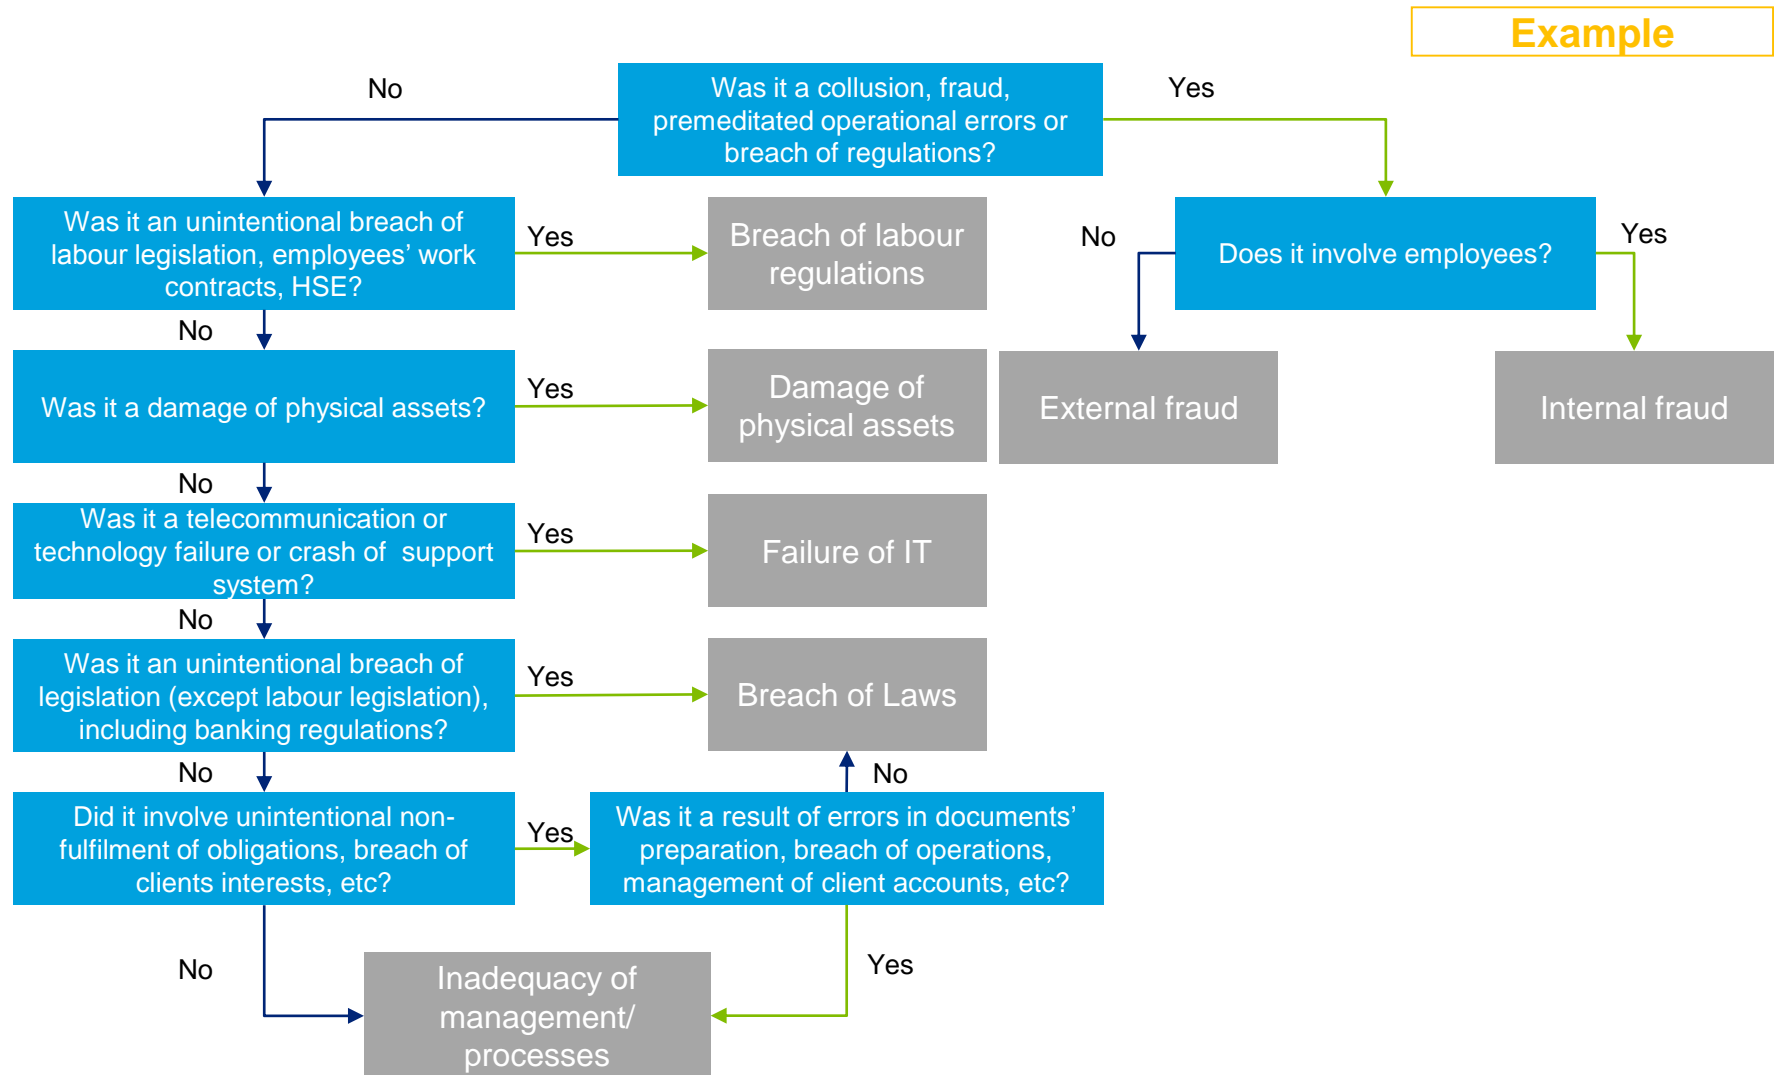 Example
No
Was it a collusion, fraud,
premeditated operational errors or
breach of regulations?
Yes
Was it an unintentional breach of
labour legislation, employees’ work
contracts, HSE?
Yes
Breach of labour
regulations
No
Does it involve employees?
Yes
No
Was it a damage of physical assets?
Yes
Damage of
physical assets
External fraud
Internal fraud
No
Was it a telecommunication or
technology failure or crash of  support
system?
Yes
Failure of IT
No
Was it an unintentional breach of
legislation (except labour legislation),
including banking regulations?
Yes
Breach of Laws
No
No
Did it involve unintentional non-
fulfilment of obligations, breach of
clients interests, etc?
Yes
Was it a result of errors in documents’
preparation, breach of operations,
management of client accounts, etc?
No
Inadequacy of
management/
processes
Yes